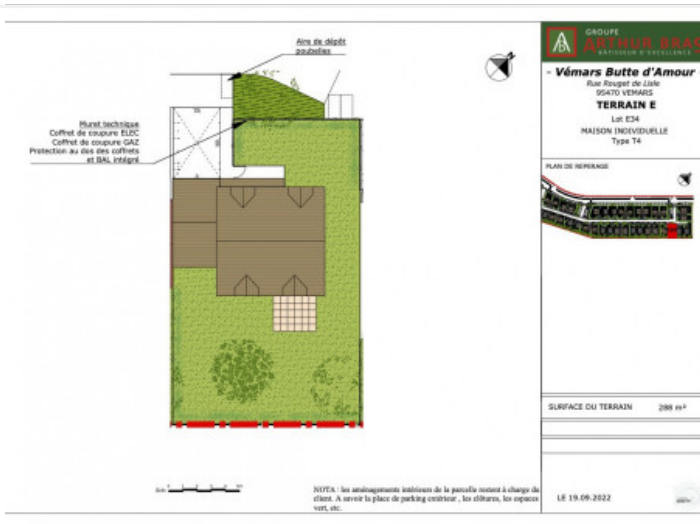 Aire de dépôt
poubelles
Muret technique
Coffret de coupure ELEC
Coffret de coupure GAZ
Protection au dos des coffrets
et BAL intégré
GROUPE
ARTHUR BRAS
BÂTISSEUR D'EXCELLENCE
- Vémars Butte d'Amour -
Rue Rouget de Lisle
95470 VEMARS
TERRAIN E
Lot E34
MAISON INDIVIDUELLE
Type T4
PLAN DE REPERAGE
SURFACE DU TERRAIN 288 m²
NOTA : les aménagements intérieurs de la parcelle restent à charge du
client. A savoir la place de parking extérieur , les clôtures, les espaces
vert, etc.
LE 19.09.2022